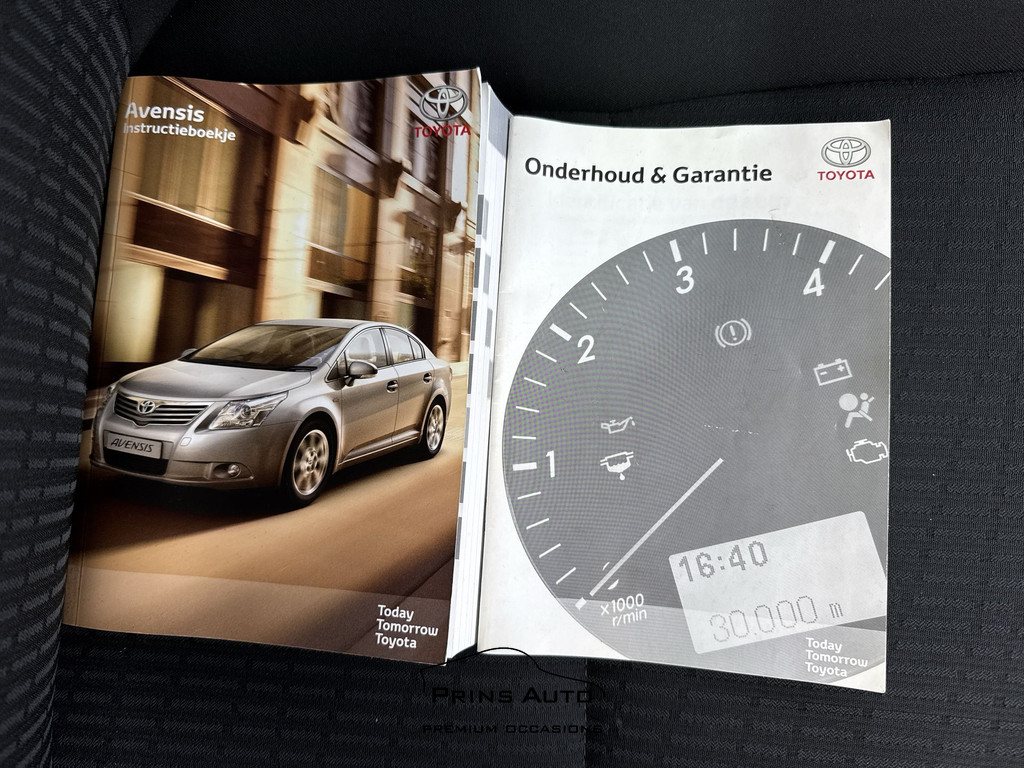 Avensis
Instructieboekje
TOYOTA
AVENSIS
Today
Tomorrow
Toyota
Onderhoud & Garantie
TOYOTA
1
2
3
4
x1000
r/min
16:40
30.000 m
Today
Tomorrow
Toyota
PRINS AUTO
PREMIUM OCCASIONS